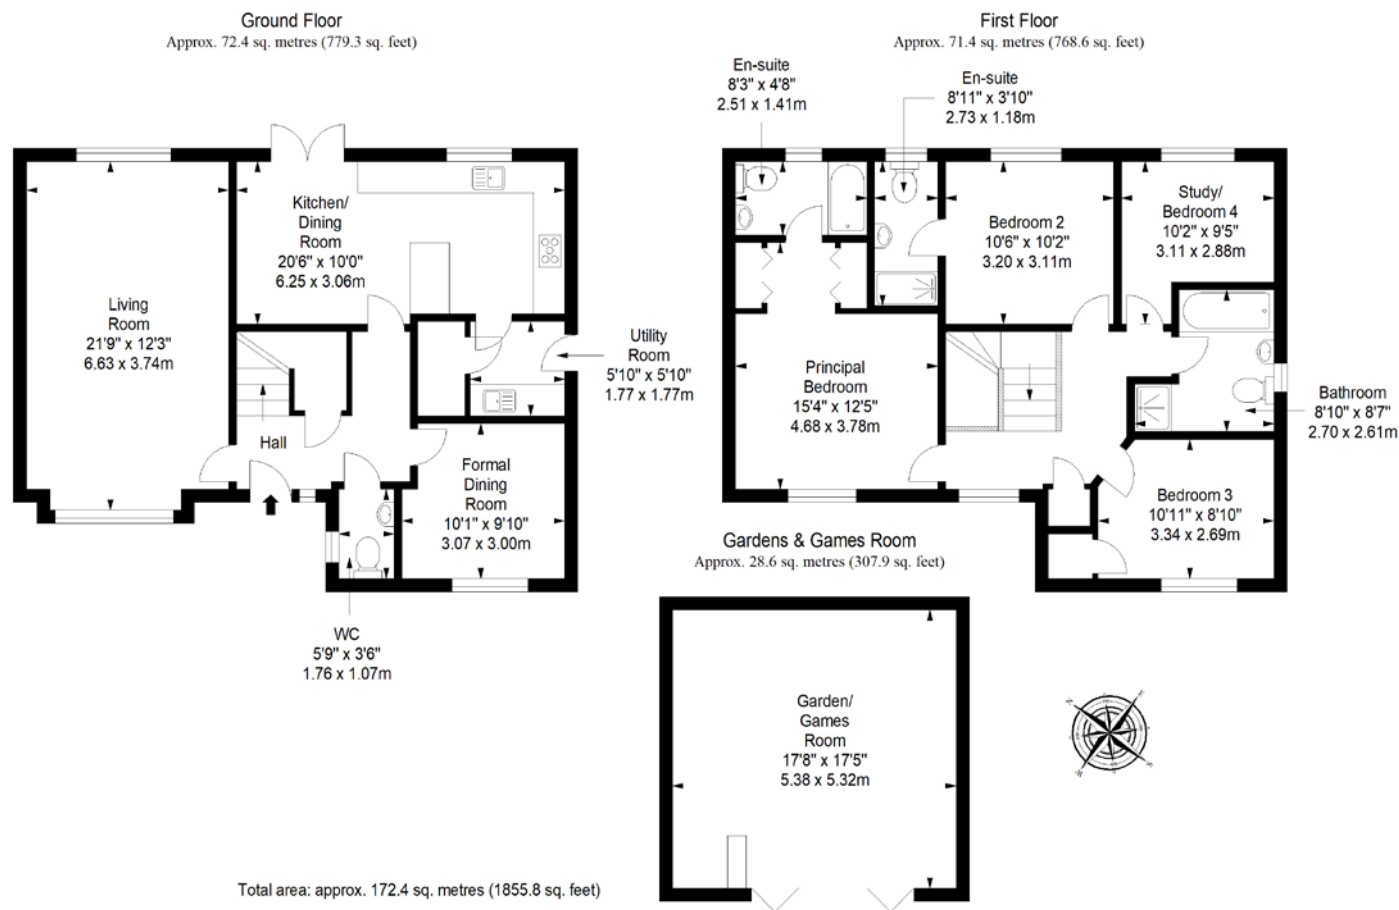 Ground Floor
Approx. 72.4 sq. metres (779.3 sq. feet)
Living
Room
21'9" x 12'3"
6.63 x 3.74m
Kitchen/
Dining
Room
20'6" x 10'0"
6.25 x 3.06m
Utility
Room
5'10" x 5'10"
1.77 x 1.77m
Hall
Formal
Dining
Room
10'1" x 9'10"
3.07 x 3.00m
WC
5'9" x 3'6"
1.76 x 1.07m
First Floor
Approx. 71.4 sq. metres (768.6 sq. feet)
En-suite
8'3" x 4'8"
2.51 x 1.41m
En-suite
8'11" x 3'10"
2.73 x 1.18m
Bedroom 2
10'6" x 10'2"
3.20 x 3.11m
Study/
Bedroom 4
10'2" x 9'5"
3.11 x 2.88m
Principal
Bedroom
15'4" x 12'5"
4.68 x 3.78m
Bathroom
8'10" x 8'7"
2.70 x 2.61m
Bedroom 3
10'11" x 8'10"
3.34 x 2.69m
Gardens & Games Room
Approx. 28.6 sq. metres (307.9 sq. feet)
Garden/
Games
Room
17'8" x 17'5"
5.38 x 5.32m
N
E
S
W
Total area: approx. 172.4 sq. metres (1855.8 sq. feet)